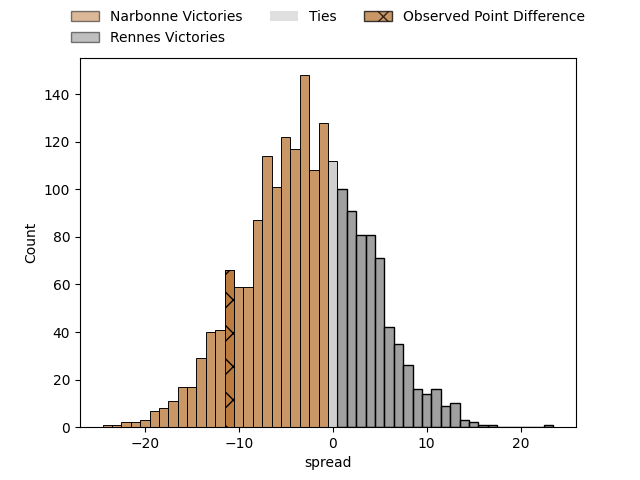 Narbonne Victories
Ties
Observed Point Difference
Rennes Victories
140
120
100
80
60
40
20
0
Count
−20
−10
0
10
20
spread